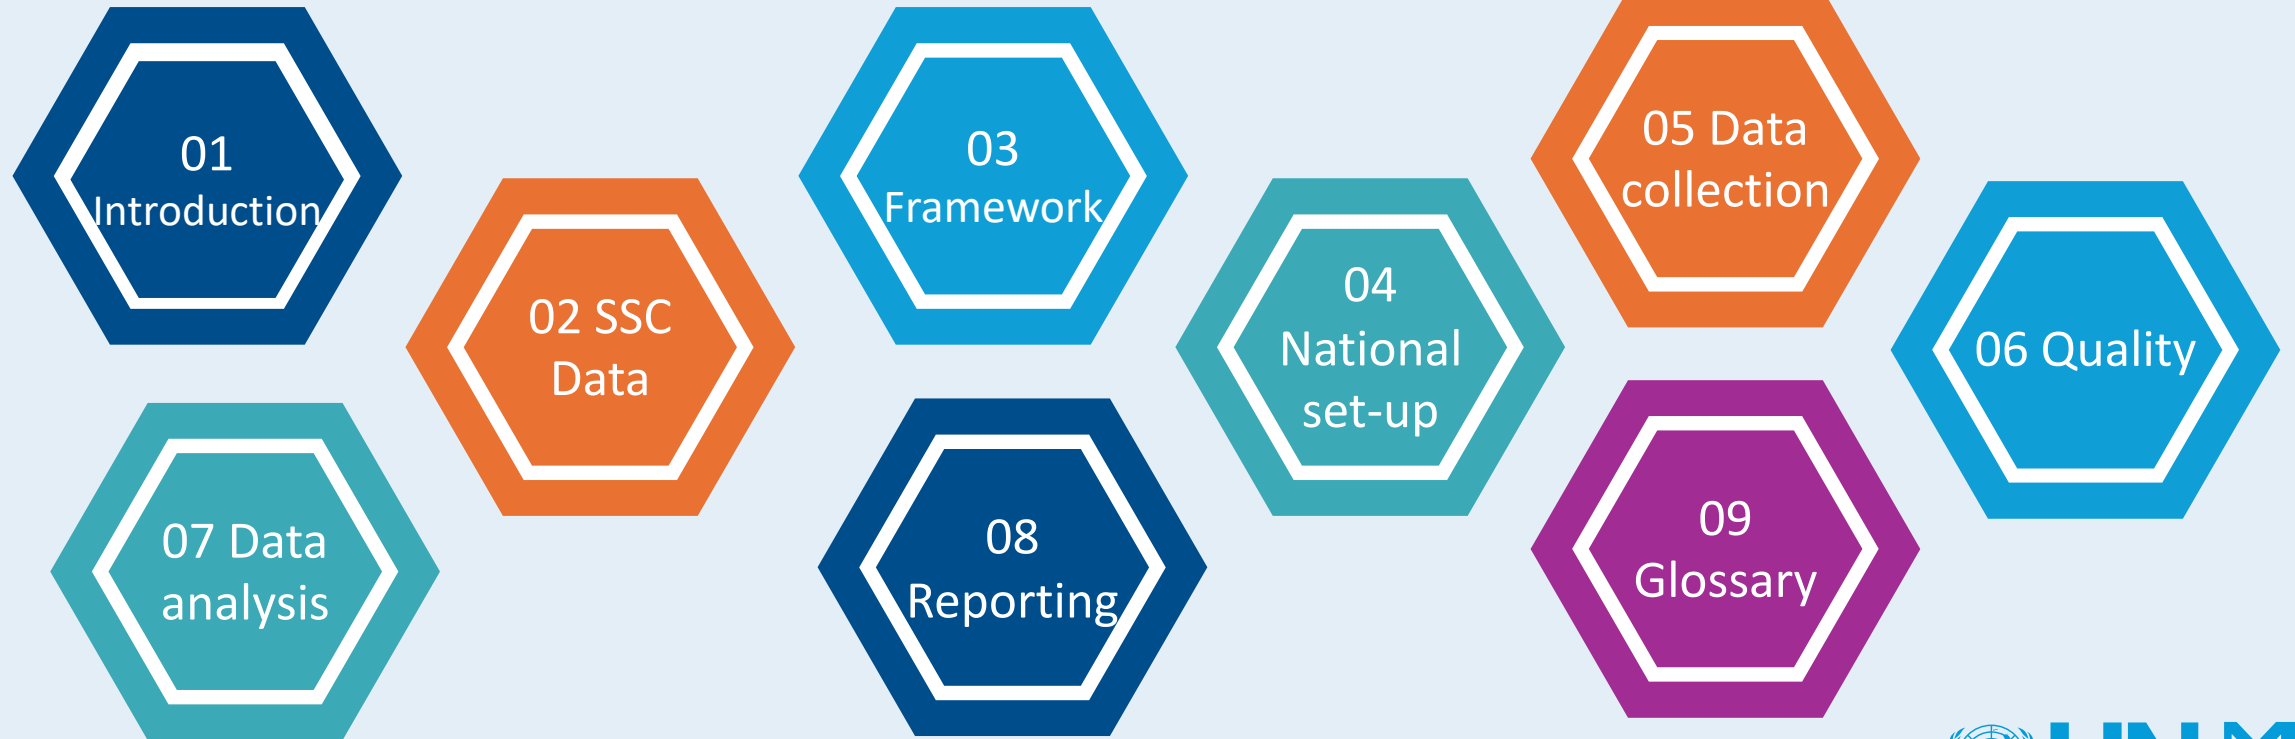 01
Introduction
02 SSC
Data
03
Framework
04
National
set-up
05 Data
collection
06 Quality
07 Data
analysis
08
Reporting
09
Glossary